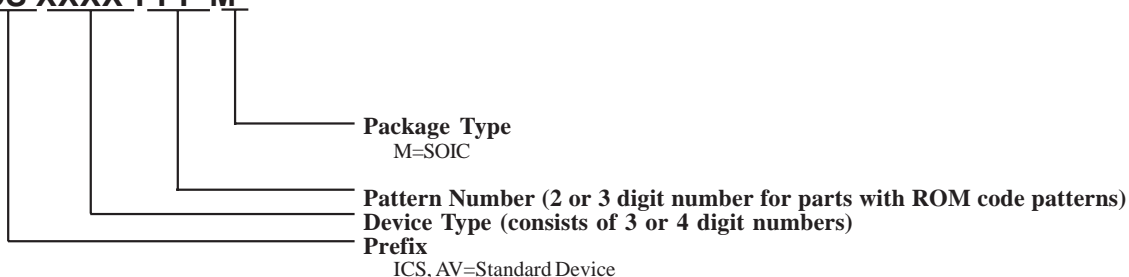 Package Type
M=SOIC
Pattern Number (2 or 3 digit number for parts with ROM code patterns)
Device Type (consists of 3 or 4 digit numbers)
Prefix
ICS, AV=Standard Device